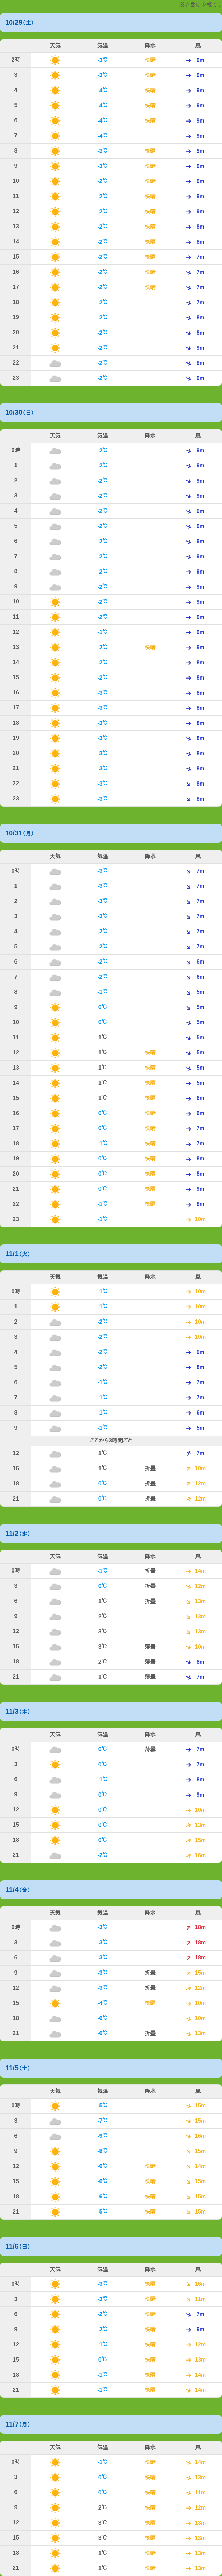 10/29(土)
天気 気温 降水 風
2時 -3℃ 快晴 9m
3 -3℃ 快晴 9m
4 -4℃ 快晴 9m
5 -4℃ 快晴 9m
6 -4℃ 快晴 9m
7 -4℃ 9m
8 -3℃ 快晴 9m
9 -3℃ 快晴 9m
10 -2℃ 快晴 9m
11 -2℃ 快晴 9m
12 -2℃ 快晴 9m
13 -2℃ 快晴 8m
14 -2℃ 快晴 8m
15 -2℃ 快晴 7m
16 -2℃ 快晴 7m
17 -2℃ 快晴 7m
18 -2℃ 7m
19 -2℃ 8m
20 -2℃ 8m
21 -2℃ 9m
22 -2℃ 9m
23 -2℃ 9m
10/30(日)
天気 気温 降水 風
0時 -2℃ 9m
1 -2℃ 9m
2 -2℃ 9m
3 -2℃ 9m
4 -2℃ 9m
5 -2℃ 9m
6 -2℃ 9m
7 -2℃ 9m
8 -2℃ 9m
9 -2℃ 9m
10 -2℃ 9m
11 -2℃ 9m
12 -1℃ 9m
13 -2℃ 快晴 9m
14 -2℃ 8m
15 -2℃ 8m
16 -3℃ 8m
17 -3℃ 8m
18 -3℃ 8m
19 -3℃ 8m
20 -3℃ 8m
21 -3℃ 8m
22 -3℃ 8m
23 -3℃ 8m
10/31(月)
天気 気温 降水 風
0時 -3℃ 7m
1 -3℃ 7m
2 -3℃ 7m
3 -3℃ 7m
4 -2℃ 7m
5 -2℃ 7m
6 -2℃ 6m
7 -2℃ 6m
8 -1℃ 5m
9 0℃ 5m
10 0℃ 5m
11 1℃ 5m
12 1℃ 快晴 5m
13 1℃ 快晴 5m
14 1℃ 快晴 5m
15 1℃ 快晴 6m
16 0℃ 快晴 6m
17 0℃ 快晴 7m
18 -1℃ 快晴 7m
19 0℃ 快晴 8m
20 0℃ 快晴 8m
21 0℃ 快晴 9m
22 -1℃ 快晴 9m
23 -1℃ 10m
11/1(火)
天気 気温 降水 風
0時 -1℃ 10m
1 -1℃ 10m
2 -2℃ 10m
3 -2℃ 10m
4 -2℃ 9m
5 -2℃ 8m
6 -1℃ 7m
7 -1℃ 7m
8 -1℃ 6m
9 -1℃ 5m
ここから3時間ごと
12 1℃ 7m
15 1℃ 折曇 10m
18 0℃ 折曇 12m
21 0℃ 折曇 12m
11/2(水)
天気 気温 降水 風
0時 -1℃ 折曇 14m
3 0℃ 折曇 12m
6 1℃ 折曇 13m
9 2℃ 13m
12 3℃ 13m
15 3℃ 薄曇 10m
18 2℃ 薄曇 8m
21 1℃ 薄曇 7m
11/3(木)
天気 気温 降水 風
0時 0℃ 薄曇 7m
3 0℃ 7m
6 -1℃ 8m
9 0℃ 9m
12 0℃ 10m
15 0℃ 13m
18 0℃ 15m
21 -2℃ 16m
11/4(金)
天気 気温 降水 風
0時 -3℃ 18m
3 -3℃ 18m
6 -3℃ 18m
9 -3℃ 折曇 15m
12 -3℃ 折曇 12m
15 -4℃ 快晴 10m
18 -6℃ 10m
21 -6℃ 折曇 13m
11/5(土)
天気 気温 降水 風
0時 -5℃ 15m
3 -7℃ 15m
6 -9℃ 16m
9 -8℃ 15m
12 -6℃ 快晴 14m
15 -6℃ 快晴 15m
18 -6℃ 快晴 15m
21 -5℃ 快晴 15m
11/6(日)
天気 気温 降水 風
0時 -3℃ 快晴 16m
3 -3℃ 快晴 11m
6 -2℃ 快晴 7m
9 -2℃ 快晴 9m
12 -1℃ 快晴 12m
15 0℃ 快晴 13m
18 -1℃ 快晴 14m
21 -1℃ 快晴 14m
11/7(月)
天気 気温 降水 風
0時 -1℃ 快晴 14m
3 0℃ 快晴 13m
6 0℃ 快晴 11m
9 2℃ 快晴 12m
12 3℃ 快晴 13m
15 3℃ 快晴 13m
18 1℃ 快晴 13m
21 1℃ 快晴 13m